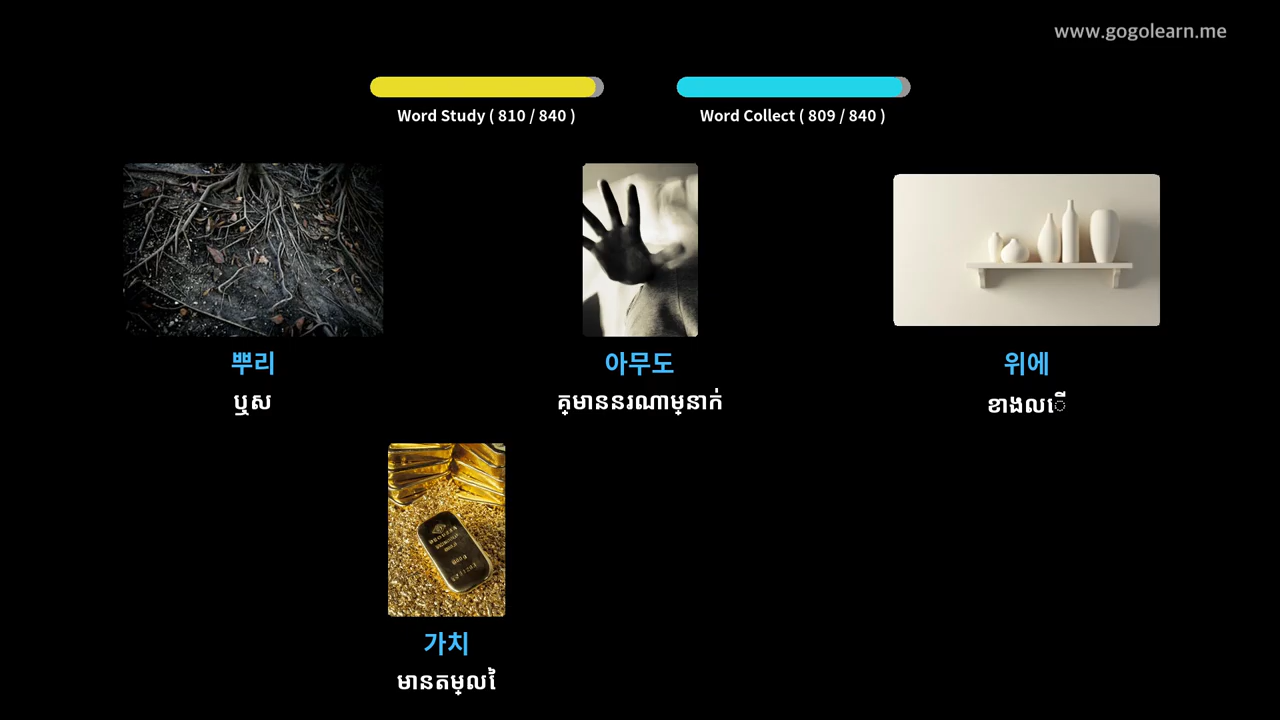 www.gogolearn.me
Word Study ( 810 / 840 )
Word Collect ( 809 / 840 )
뿌리
아무도
위에
ឬស
គ្មាននរណាម្នាក់
ខាងលើ
가치
មានតម្លៃ